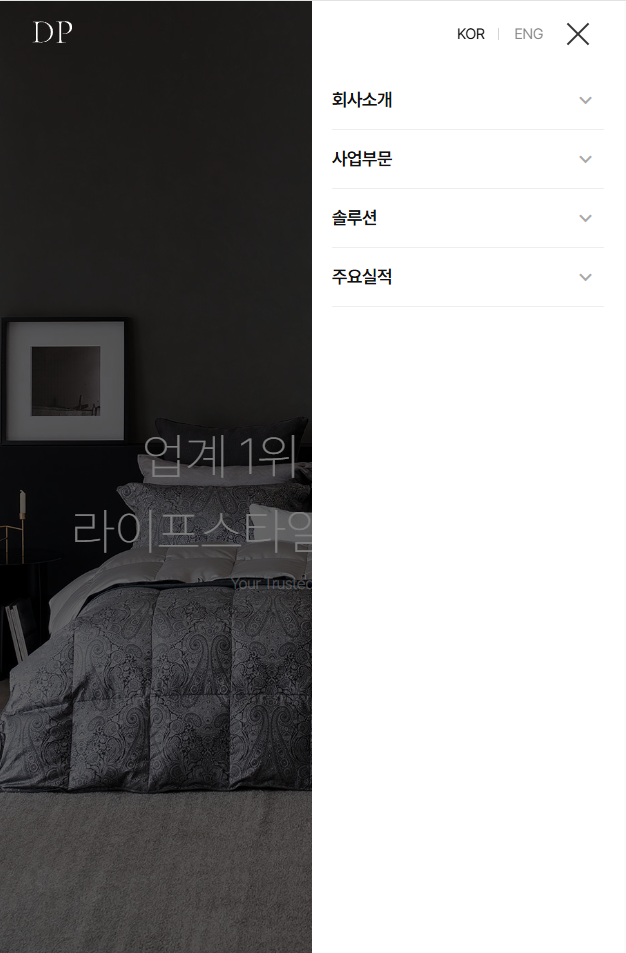 DP
KOR
ENG
회사소개
사업부문
솔루션
주요실적
업계 1위
라이프스타일
Your Trusted